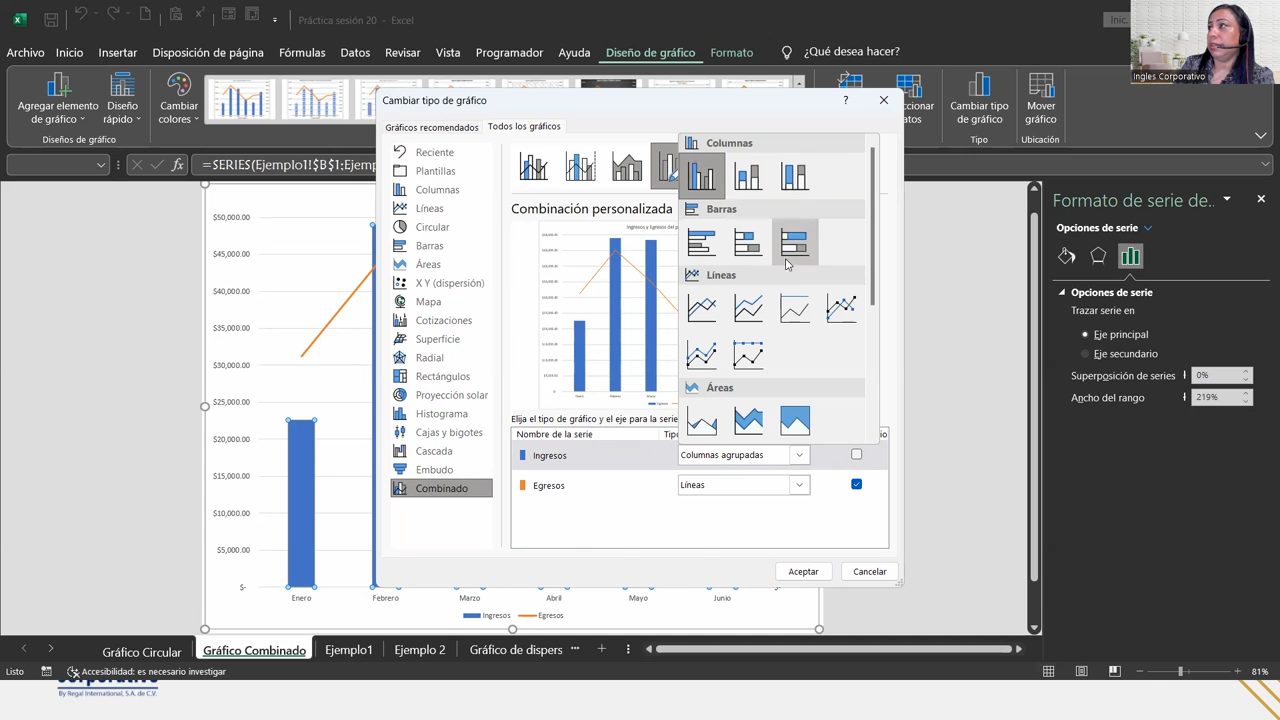 Práctica sesión 20 - Excel
Inic
Archivo Inicio Insertar Disposición de página Fórmulas Datos Revisar Vista Programador Ayuda Diseño de gráfico Formato ¿Qué desea hacer?
Ingles Corporativo
Agregar elemento de gráfico
Diseño rápido
Cambiar colores
Cambiar tipo de gráfico
Mover gráfico
Diseños de gráfico
Tipo
Ubicación
=SERIES(Ejemplo1!$B$1;Ejem
Cambiar tipo de gráfico
?
Gráficos recomendados Todos los gráficos
Reciente
Plantillas
Columnas
Líneas
Circular
Barras
Áreas
X Y (dispersión)
Mapa
Cotizaciones
Superficie
Radial
Rectángulos
Proyección solar
Histograma
Cajas y bigotes
Cascada
Embudo
Combinado
Combinación personalizada
Elija el tipo de gráfico y el eje para la serie
Nombre de la serie
Ingresos
Columnas agrupadas
Egresos
Líneas
Aceptar
Cancelar
Columnas
Barras
Líneas
Áreas
$50,000.00
$45,000.00
$40,000.00
$35,000.00
$30,000.00
$25,000.00
$20,000.00
$15,000.00
$10,000.00
$5,000.00
$-
Enero Febrero Marzo Abril Mayo Junio
Ingresos Egresos
Formato de serie de..
Opciones de serie
Opciones de serie
Trazar serie en
Eje principal
Eje secundario
Superposición de series 0%
Ancho del rango 219%
Gráfico Circular Gráfico Combinado Ejemplo1 Ejemplo 2 Gráfico de dispers ...
Listo
Accesibilidad: es necesario investigar
81%
By Regal International, S.A. de C.V.